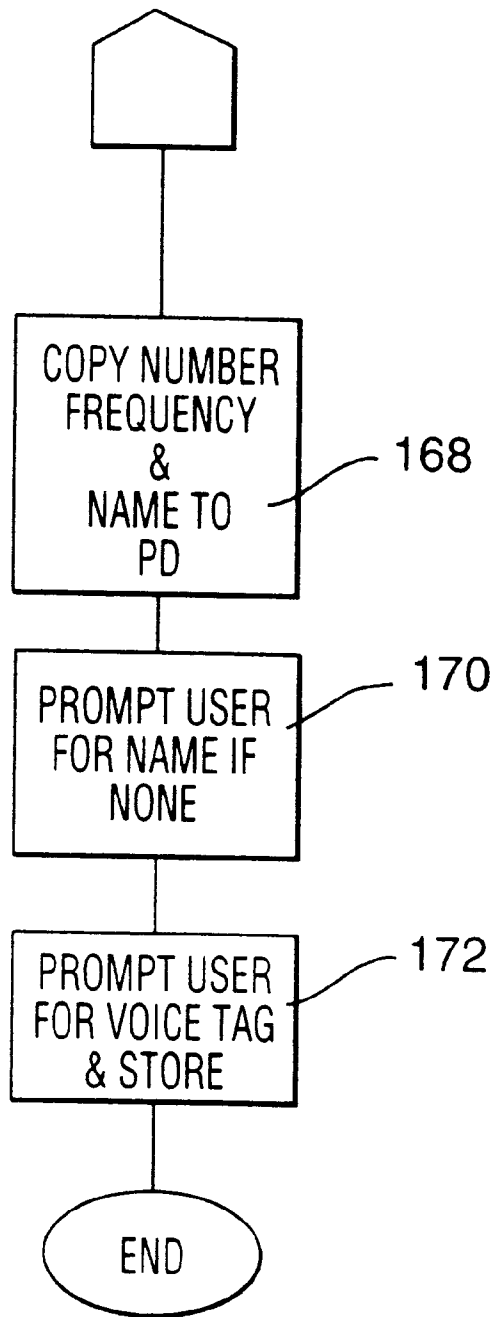 COPY NUMBER
FREQUENCY
&
NAME TO
PD
168
PROMPT USER
FOR NAME IF
NONE
170
PROMPT USER
FOR VOICE TAG
& STORE
172
END